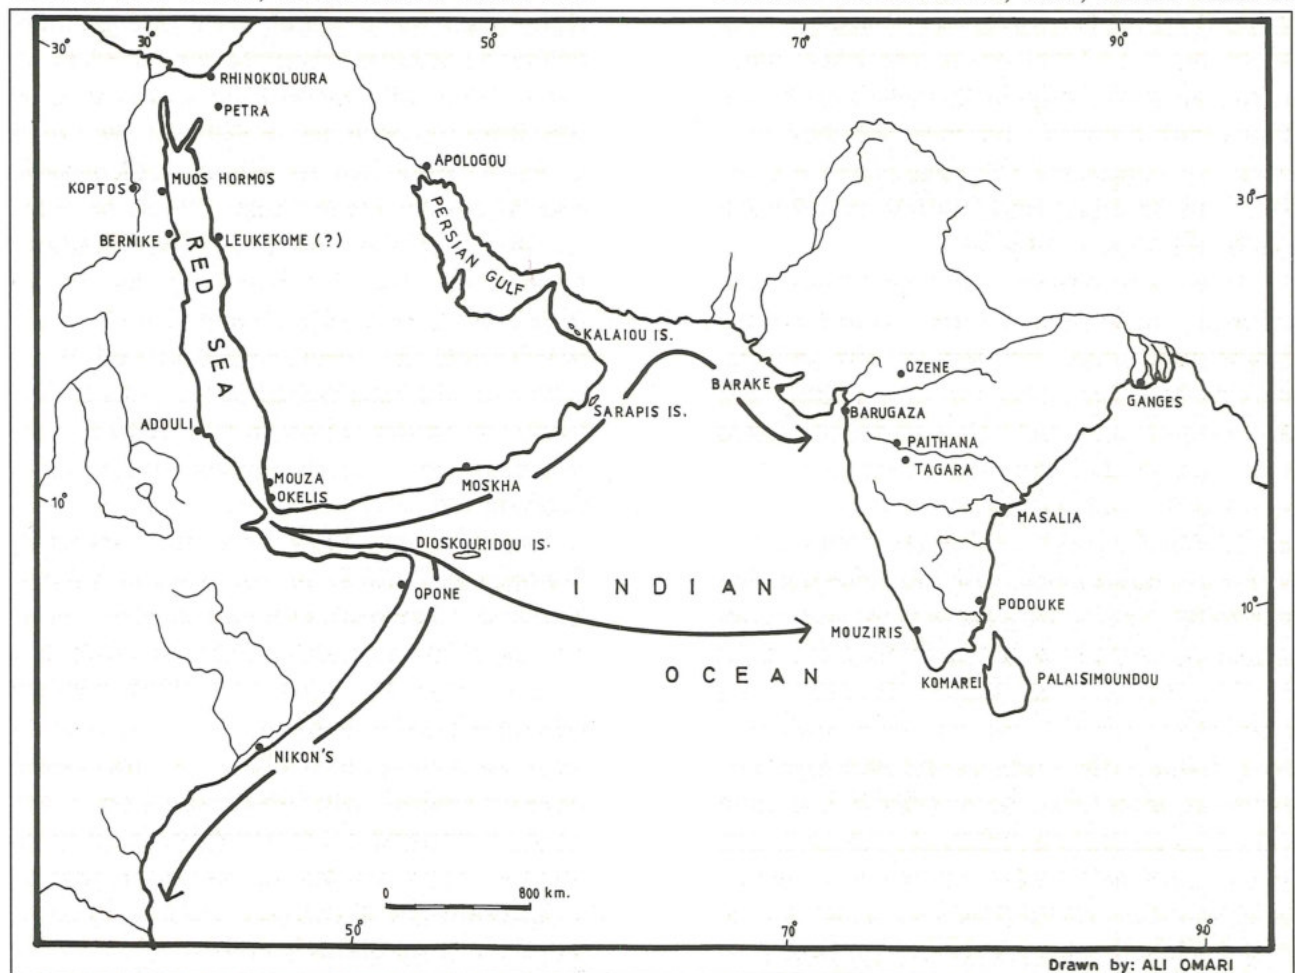 30°
30°
50°
70°
90°
RHINOKOLOURA
PETRA
APOLOGOU
KOPTOS
MUOS HORMOS
30°
BERNIKE
LEUKEKOME (?)
RED SEA
PERSIAN GULF
KALAIOU IS.
OZENE
BARAKE
GANGES
SARAPIS IS.
BARUGAZA
ADOULI
PAITHANA
TAGARA
MOUZA
MOSKHA
OKELIS
10°
MASALIA
DIOSKOURIDOU IS.
OPONE
INDIAN
PODOUKE
10°
MOUZIRIS
OCEAN
KOMAREI
PALAISIMOUNDOU
NIKON'S
0
800 km.
50°
70°
90°
Drawn by: ALI OMARI